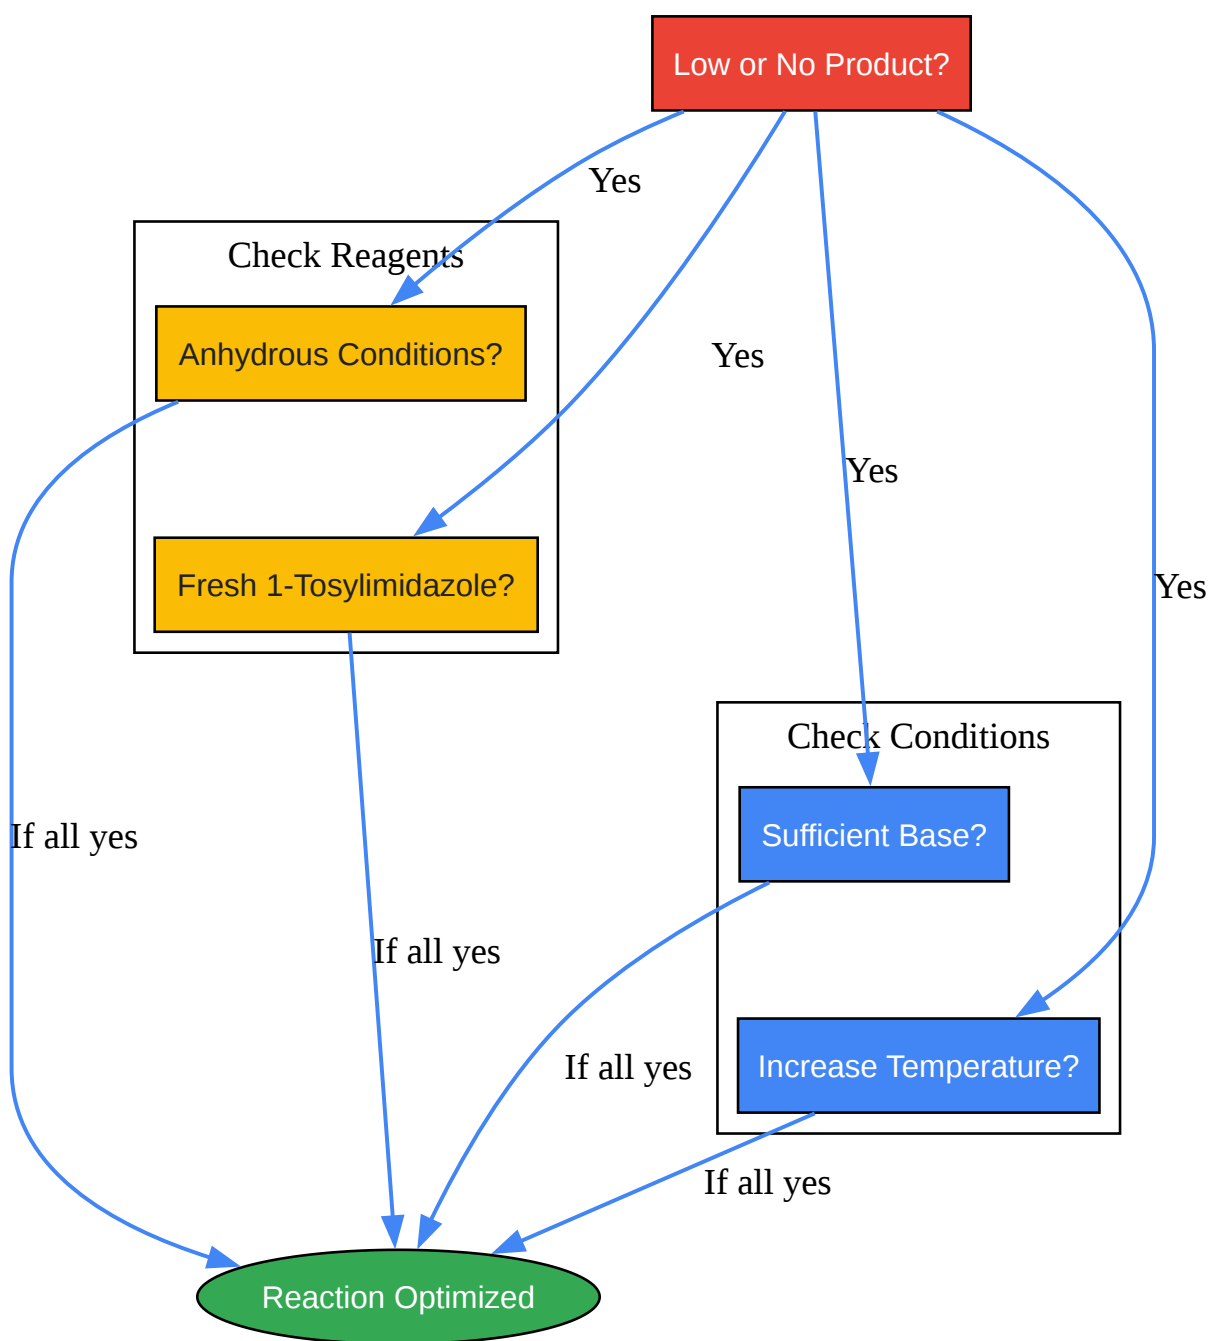 Low or No Product?
Yes
Check Reagents
Anhydrous Conditions?
Yes
Yes
Fresh 1-Tosylimidazole?
Yes
Check Conditions
Sufficient Base?
If all yes
If all yes
Increase Temperature?
If all yes
If all yes
Reaction Optimized